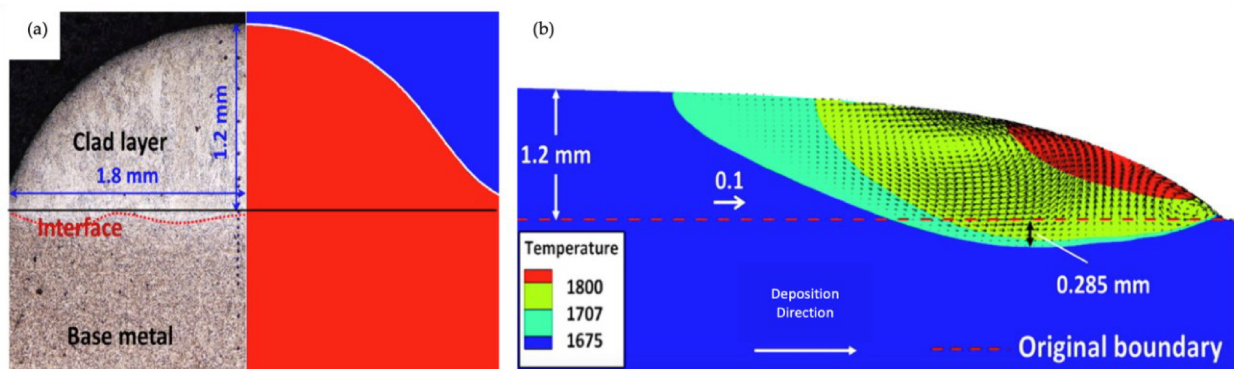 (a)
Clad layer
1.8 mm
1.2 mm
Interface
Base metal
(b)
1.2 mm
0.1
Temperature
1800
1707
1675
Deposition
Direction
0.285 mm
Original boundary